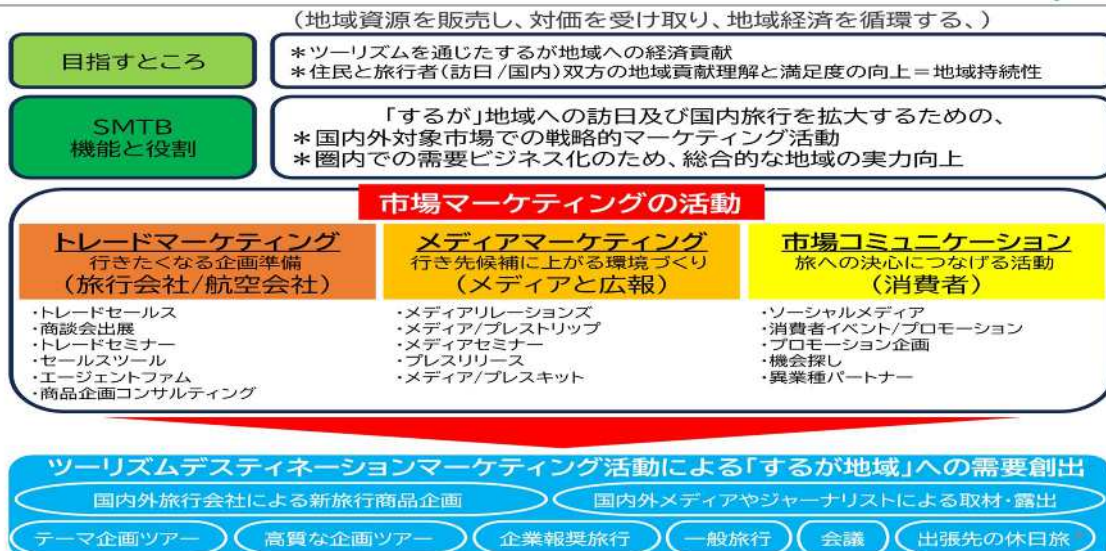 (地域資源を販売し、対価を受け取り、地域経済を循環する、)
目指すところ
*ツーリズムを通じたするが地域への経済貢献
*住民と旅行者(訪日/国内)双方の地域貢献理解と満足度の向上=地域持続性
SMTB
機能と役割
「するが」地域への訪日及び国内旅行を拡大するための、
*国内外対象市場での戦略的マーケティング活動
*圏内での需要ビジネス化のため、総合的な地域の実力向上
市場マーケティングの活動
トレードマーケティング
行きたくなる企画準備
(旅行会社/航空会社)
・トレードセールス
・商談会出展
・トレードセミナー
・セールスツール
・エージェントファム
・商品企画コンサルティング
メディアマーケティング
行き先候補に上がる環境づくり
(メディアと広報)
・メディアリレーションズ
・メディア/プレストリップ
・メディアセミナー
・プレスリリース
・メディア/プレスキット
市場コミュニケーション
旅への決心につなげる活動
(消費者)
・ソーシャルメディア
・消費者イベント/プロモーション
・プロモーション企画
・機会探し
・異業種パートナー
ツーリズムデスティネーションマーケティング活動による「するが地域」への需要創出
国内外旅行会社による新旅行商品企画
国内外メディアやジャーナリストによる取材・露出
テーマ企画ツアー
高質な企画ツアー
企業報奨旅行
一般旅行
会議
出張先の休日旅